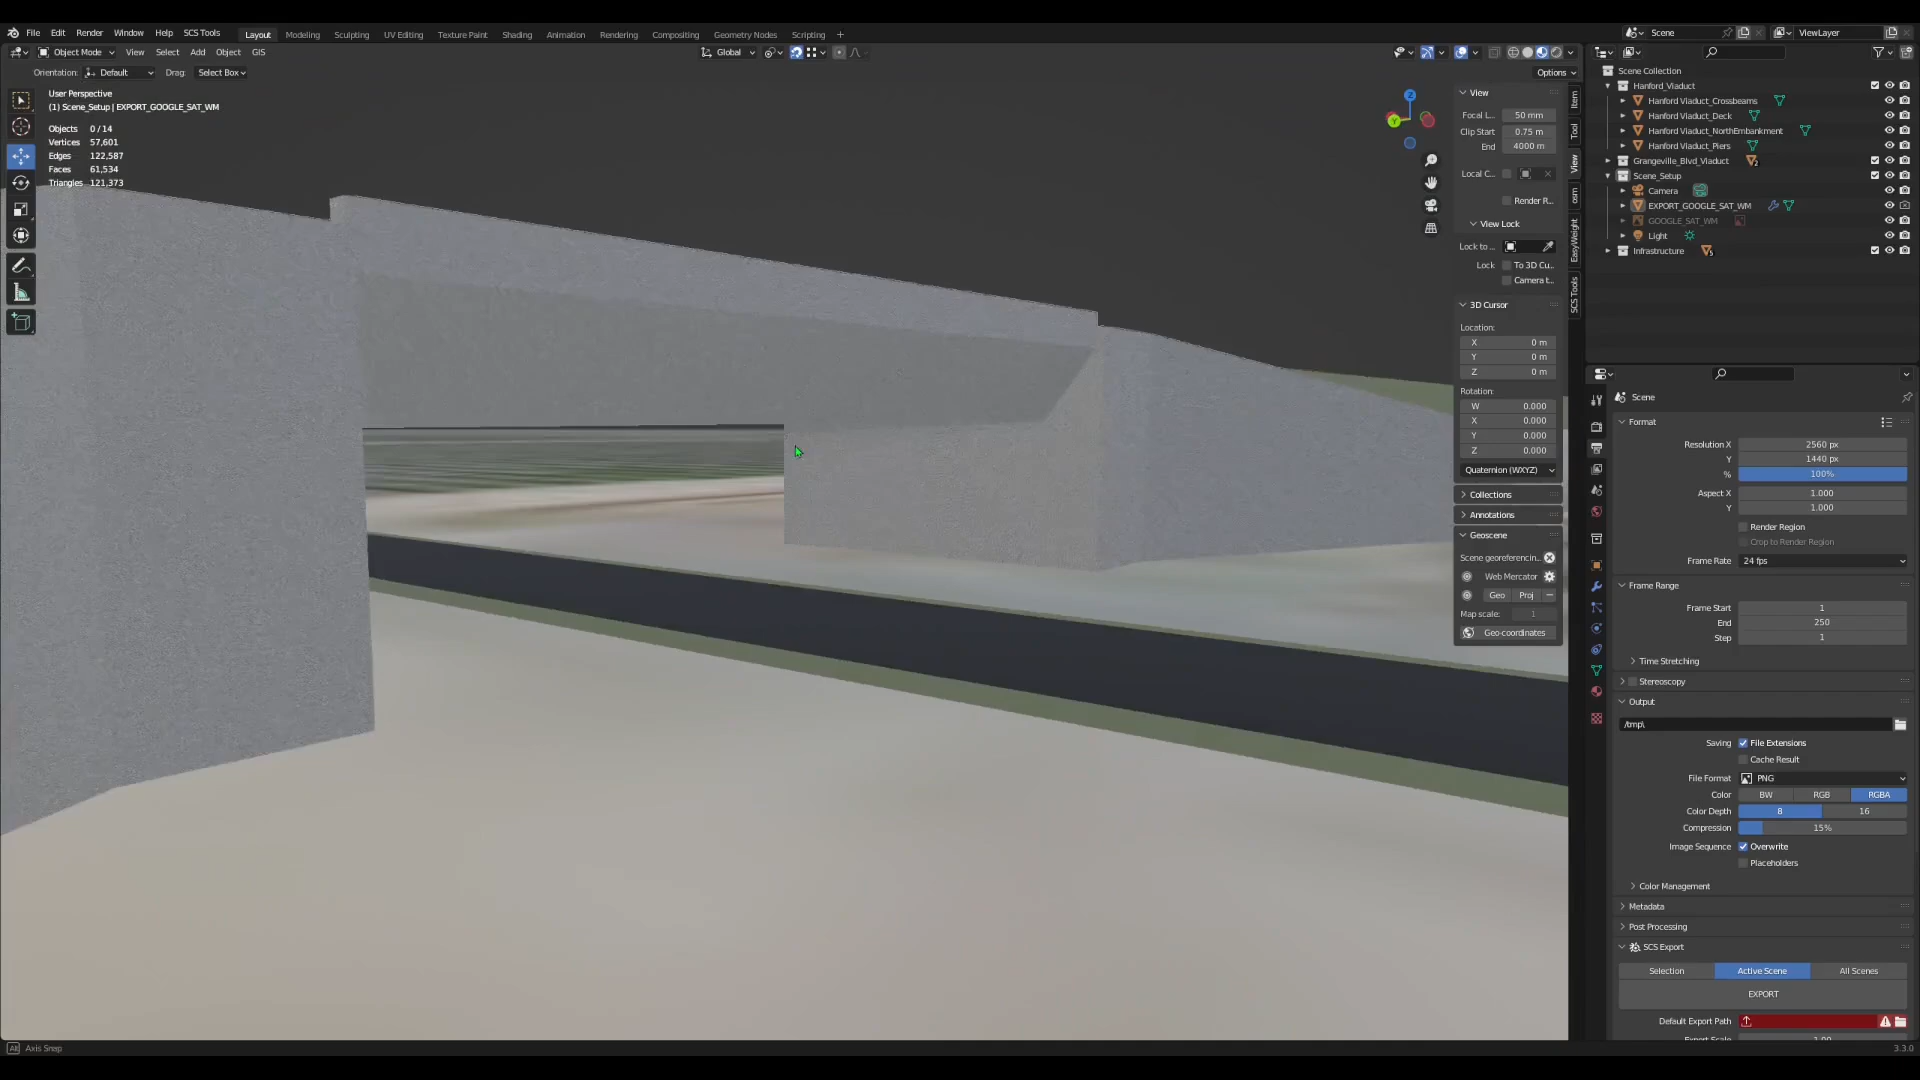 File Edit Render Window Help SCS Tools Layout Modeling Sculpting UV Editing Texture Paint Shading Animation Rendering Compositing Geometry Nodes Scripting + Scene ViewLayer
Object Mode View Select Add Object GIS Global
Orientation: Default Drag: Select Box Options
User Perspective
(1) Scene_Setup | EXPORT_GOOGLE_SAT_WM
Objects 0 / 14
Vertices 57,601
Edges 122,587
Faces 61,534
Triangles 121,373
Z
Y
View
Focal L... 50 mm
Clip Start 0.75 m
End 4000 m
Local C...
Render R...
View Lock
Lock to ...
Lock To 3D Cu...
Camera t...
3D Cursor
Location:
X 0 m
Y 0 m
Z 0 m
Rotation:
W 0.000
X 0.000
Y 0.000
Z 0.000
Quaternion (WXYZ)
Collections
Annotations
Geoscene
Scene georeferencin...
Web Mercator
Geo Proj
Map scale: 1
Geo-coordinates
Item
Tool
View
osm
EasyWeight
SCS Tools
Scene Collection
Hanford_Viaduct
Hanford Viaduct_Crossbeams
Hanford Viaduct_Deck
Hanford Viaduct_NorthEmbankment
Hanford Viaduct_Piers
Grangeville_Blvd_Viaduct 2
Scene_Setup
Camera
EXPORT_GOOGLE_SAT_WM
GOOGLE_SAT_WM
Light
Infrastructure 5
Scene
Format
Resolution X 2560 px
Y 1440 px
% 100%
Aspect X 1.000
Y 1.000
Render Region
Crop to Render Region
Frame Rate 24 fps
Frame Range
Frame Start 1
End 250
Step 1
Time Stretching
Stereoscopy
Output
/tmp\
Saving File Extensions
Cache Result
File Format PNG
Color BW RGB RGBA
Color Depth 8 16
Compression 15%
Image Sequence Overwrite
Placeholders
Color Management
Metadata
Post Processing
SCS Export
Selection Active Scene All Scenes
EXPORT
Default Export Path
Export Scale 1.00
Alt Axis Snap 3.3.0